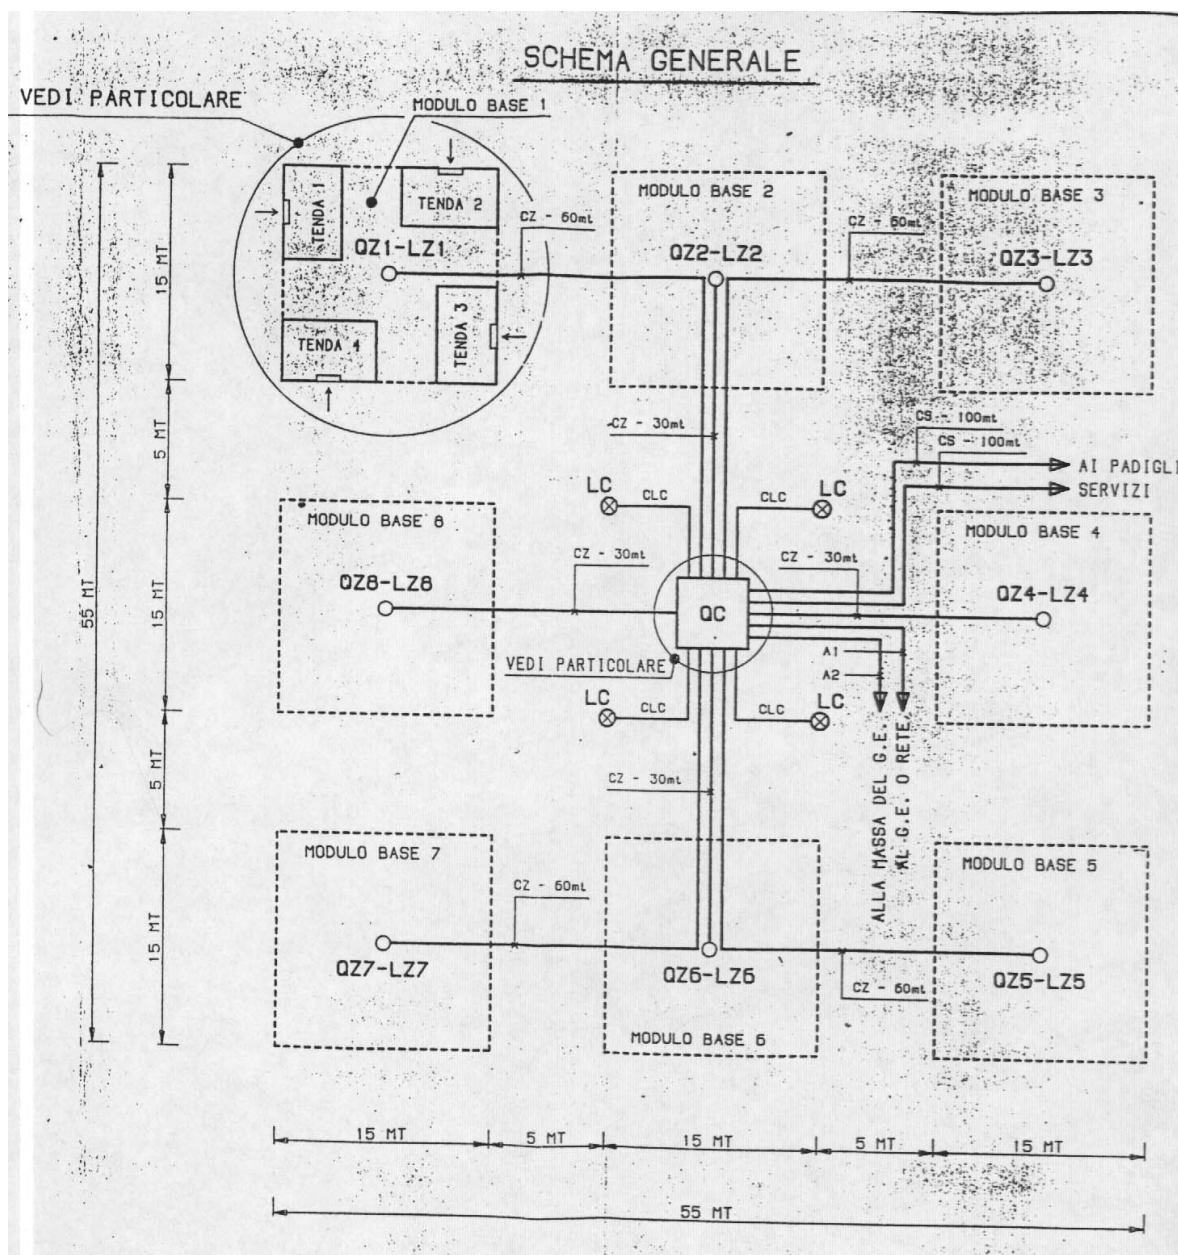 SCHEMA GENERALE
VEDI PARTICOLARE
MODULO BASE 1
TENDA 1
TENDA 2
TENDA 3
TENDA 4
QZ1-LZ1
CZ - 60mt
MODULO BASE 2
QZ2-LZ2
CZ - 60mt
MODULO BASE 3
QZ3-LZ3
CZ - 30mt
CS - 100mt
CS - 100mt
AI PADIGLI
SERVIZI
LC
CLC
CLC
LC
MODULO BASE 8
QZ8-LZ8
CZ - 30mt
QC
CZ - 30mt
MODULO BASE 4
QZ4-LZ4
VEDI PARTICOLARE
A1
A2
LC
CLC
CLC
LC
ALLA MASSA DEL G.E.
AL G.E. O RETE
CZ - 30mt
MODULO BASE 7
CZ - 60mt
QZ7-LZ7
QZ6-LZ6
MODULO BASE 6
MODULO BASE 5
QZ5-LZ5
CZ - 60mt
55 MT
15 MT
5 MT
15 MT
5 MT
15 MT
15 MT
5 MT
15 MT
5 MT
15 MT
55 MT